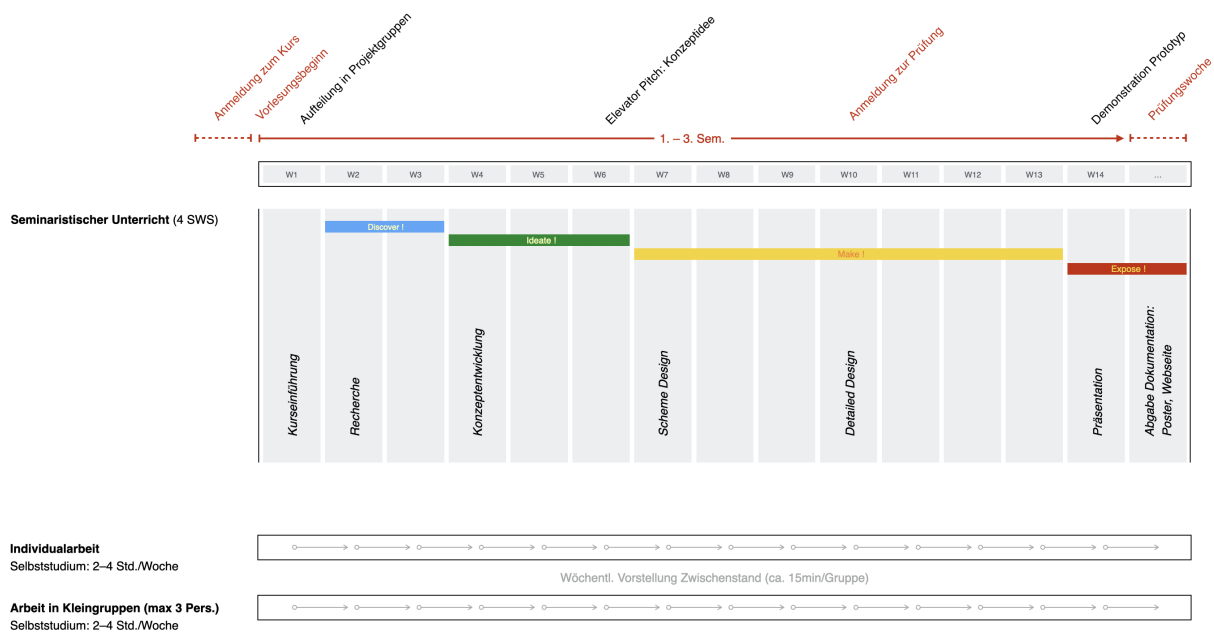 Anmeldung zum Kurs
Vorlesungsbeginn
Aufteilung in Projektgruppen
Elevator Pitch: Konzeptidee
Anmeldung zur Prüfung
Demonstration Prototyp
Prüfungswoche
1. – 3. Sem.
W1 W2 W3 W4 W5 W6 W7 W8 W9 W10 W11 W12 W13 W14 ...
Seminaristischer Unterricht (4 SWS)
Discover !
Ideate !
Make !
Expose !
Kurseinführung
Recherche
Konzeptentwicklung
Scheme Design
Detailed Design
Präsentation
Abgabe Dokumentation:
Poster, Webseite
Individualarbeit
Selbststudium: 2–4 Std./Woche
Wöchentl. Vorstellung Zwischenstand (ca. 15min/Gruppe)
Arbeit in Kleingruppen (max 3 Pers.)
Selbststudium: 2–4 Std./Woche